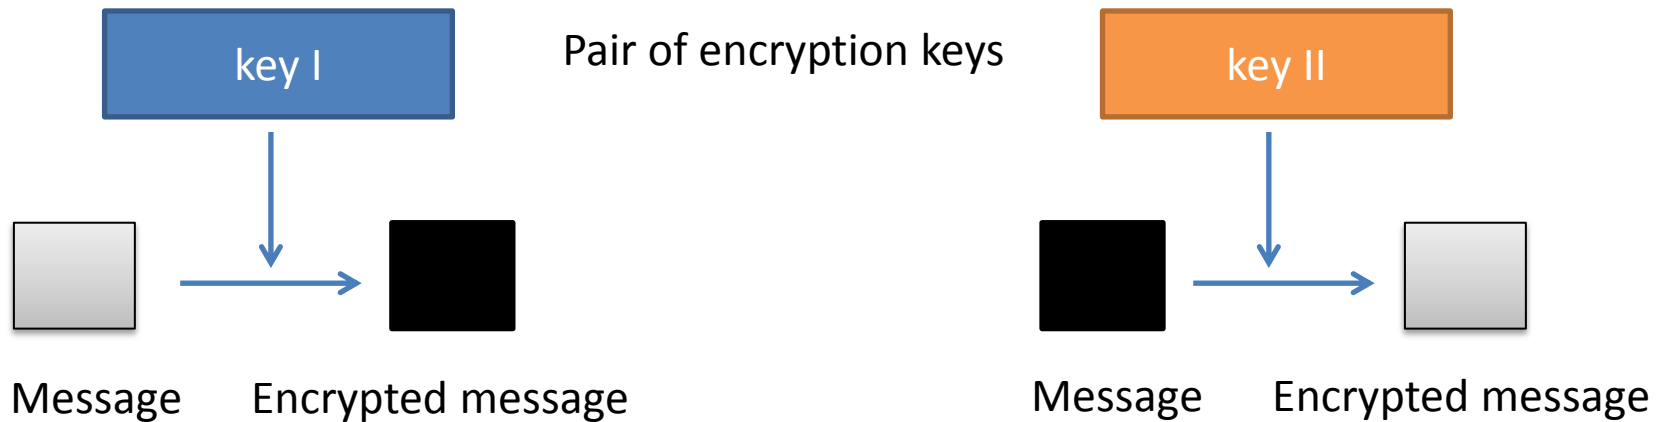 key I
Pair of encryption keys
key II
Message
Encrypted message
Message
Encrypted message